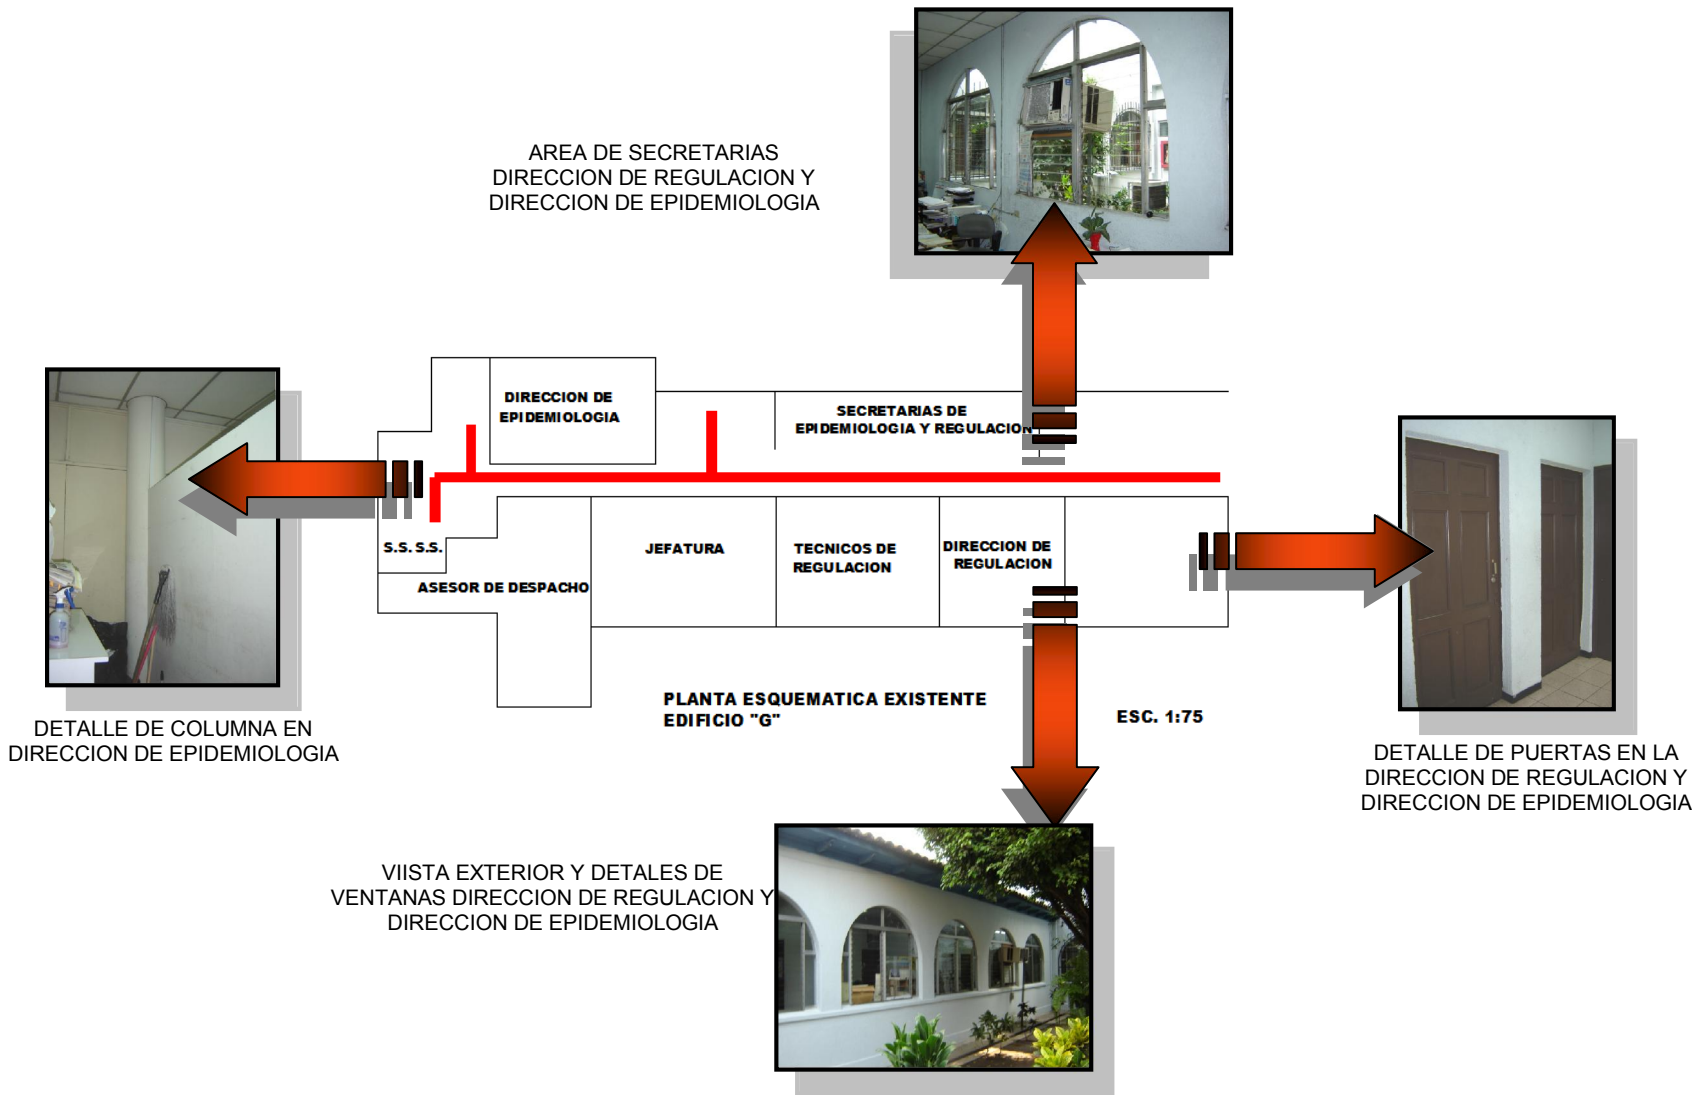 AREA DE SECRETARIAS
DIRECCION DE REGULACION Y
DIRECCION DE EPIDEMIOLOGIA
DIRECCION DE
EPIDEMIOLOGIA
SECRETARIAS DE
EPIDEMIOLOGIA Y REGULACION
S.S. S.S.
ASESOR DE DESPACHO
JEFATURA
TECNICOS DE
REGULACION
DIRECCION DE
REGULACION
PLANTA ESQUEMATICA EXISTENTE
EDIFICIO "G"
ESC. 1:75
DETALLE DE COLUMNA EN
DIRECCION DE EPIDEMIOLOGIA
DETALLE DE PUERTAS EN LA
DIRECCION DE REGULACION Y
DIRECCION DE EPIDEMIOLOGIA
VIISTA EXTERIOR Y DETALES DE
VENTANAS DIRECCION DE REGULACION Y
DIRECCION DE EPIDEMIOLOGIA